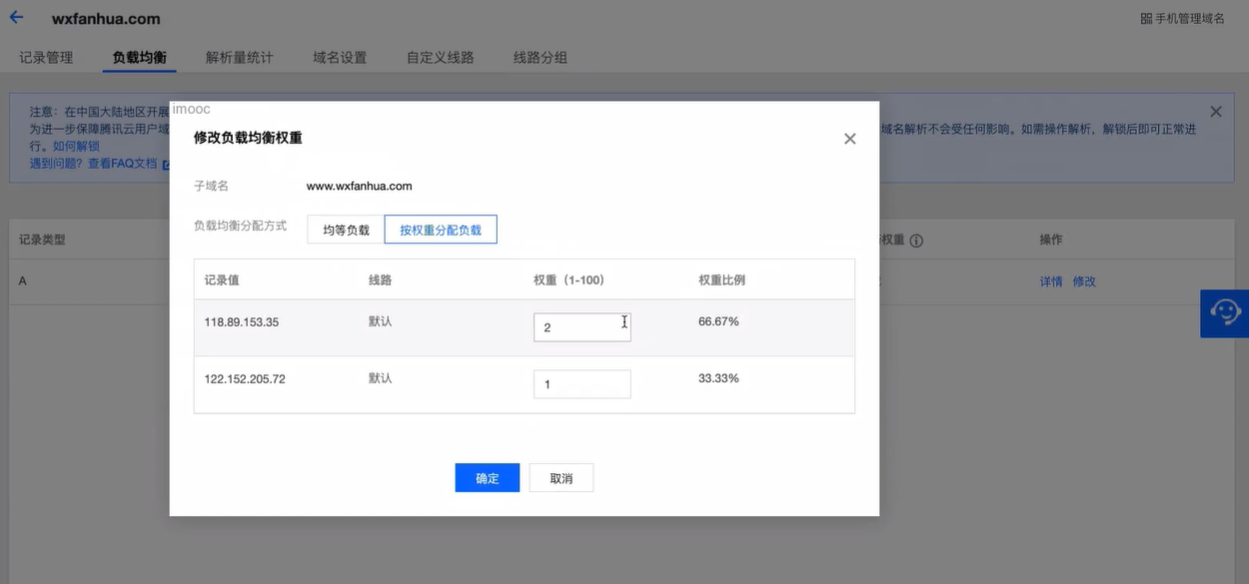 wxfanhua.com
手机管理域名
记录管理 负载均衡 解析量统计 域名设置 自定义线路 线路分组
注意：在中国大陆地区开展
为进一步保障腾讯云用户域
域名解析不会受任何影响。如需操作解析，解锁后即可正常进
行。如何解锁
遇到问题？查看FAQ文档
imooc
修改负载均衡权重
子域名 www.wxfanhua.com
负载均衡分配方式 均等负载 按权重分配负载
记录类型
权重
操作
记录值 线路 权重（1-100） 权重比例
A
详情 修改
118.89.153.35 默认 2 66.67%
122.152.205.72 默认 1 33.33%
确定 取消